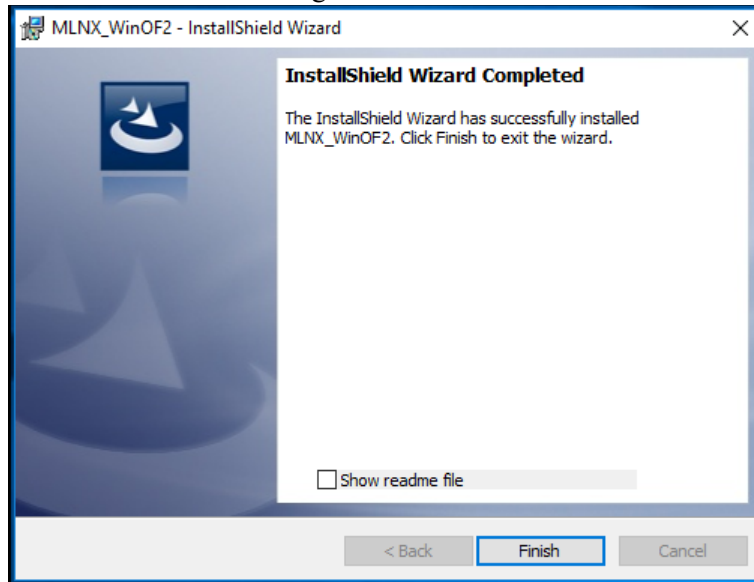 MLNX_WinOF2 - InstallShield Wizard
InstallShield Wizard Completed
The InstallShield Wizard has successfully installed
MLNX_WinOF2. Click Finish to exit the wizard.
Show readme file
< Back Finish Cancel